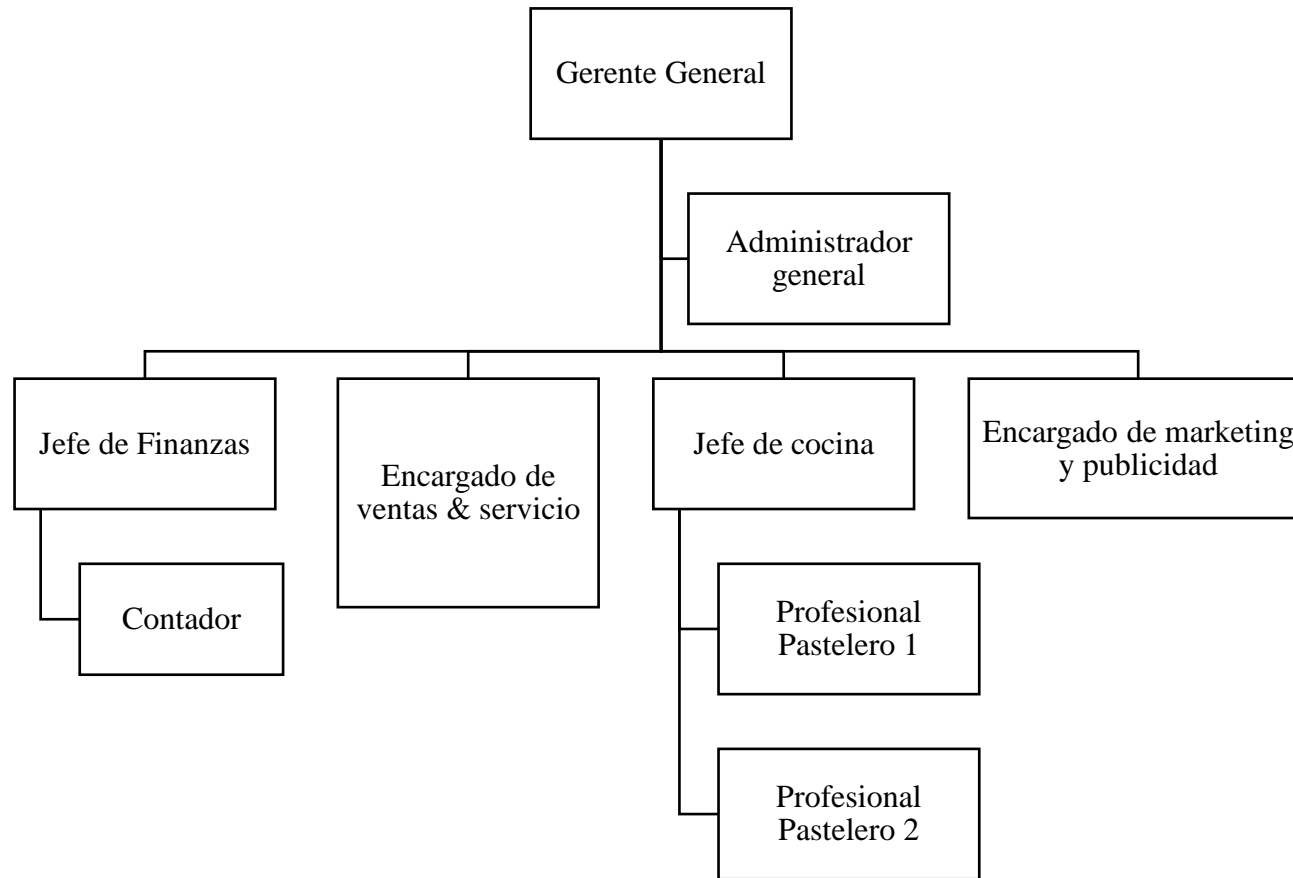 Gerente General
Administrador
general
Jefe de Finanzas
Encargado de
ventas & servicio
Jefe de cocina
Encargado de marketing
y publicidad
Contador
Profesional
Pastelero 1
Profesional
Pastelero 2